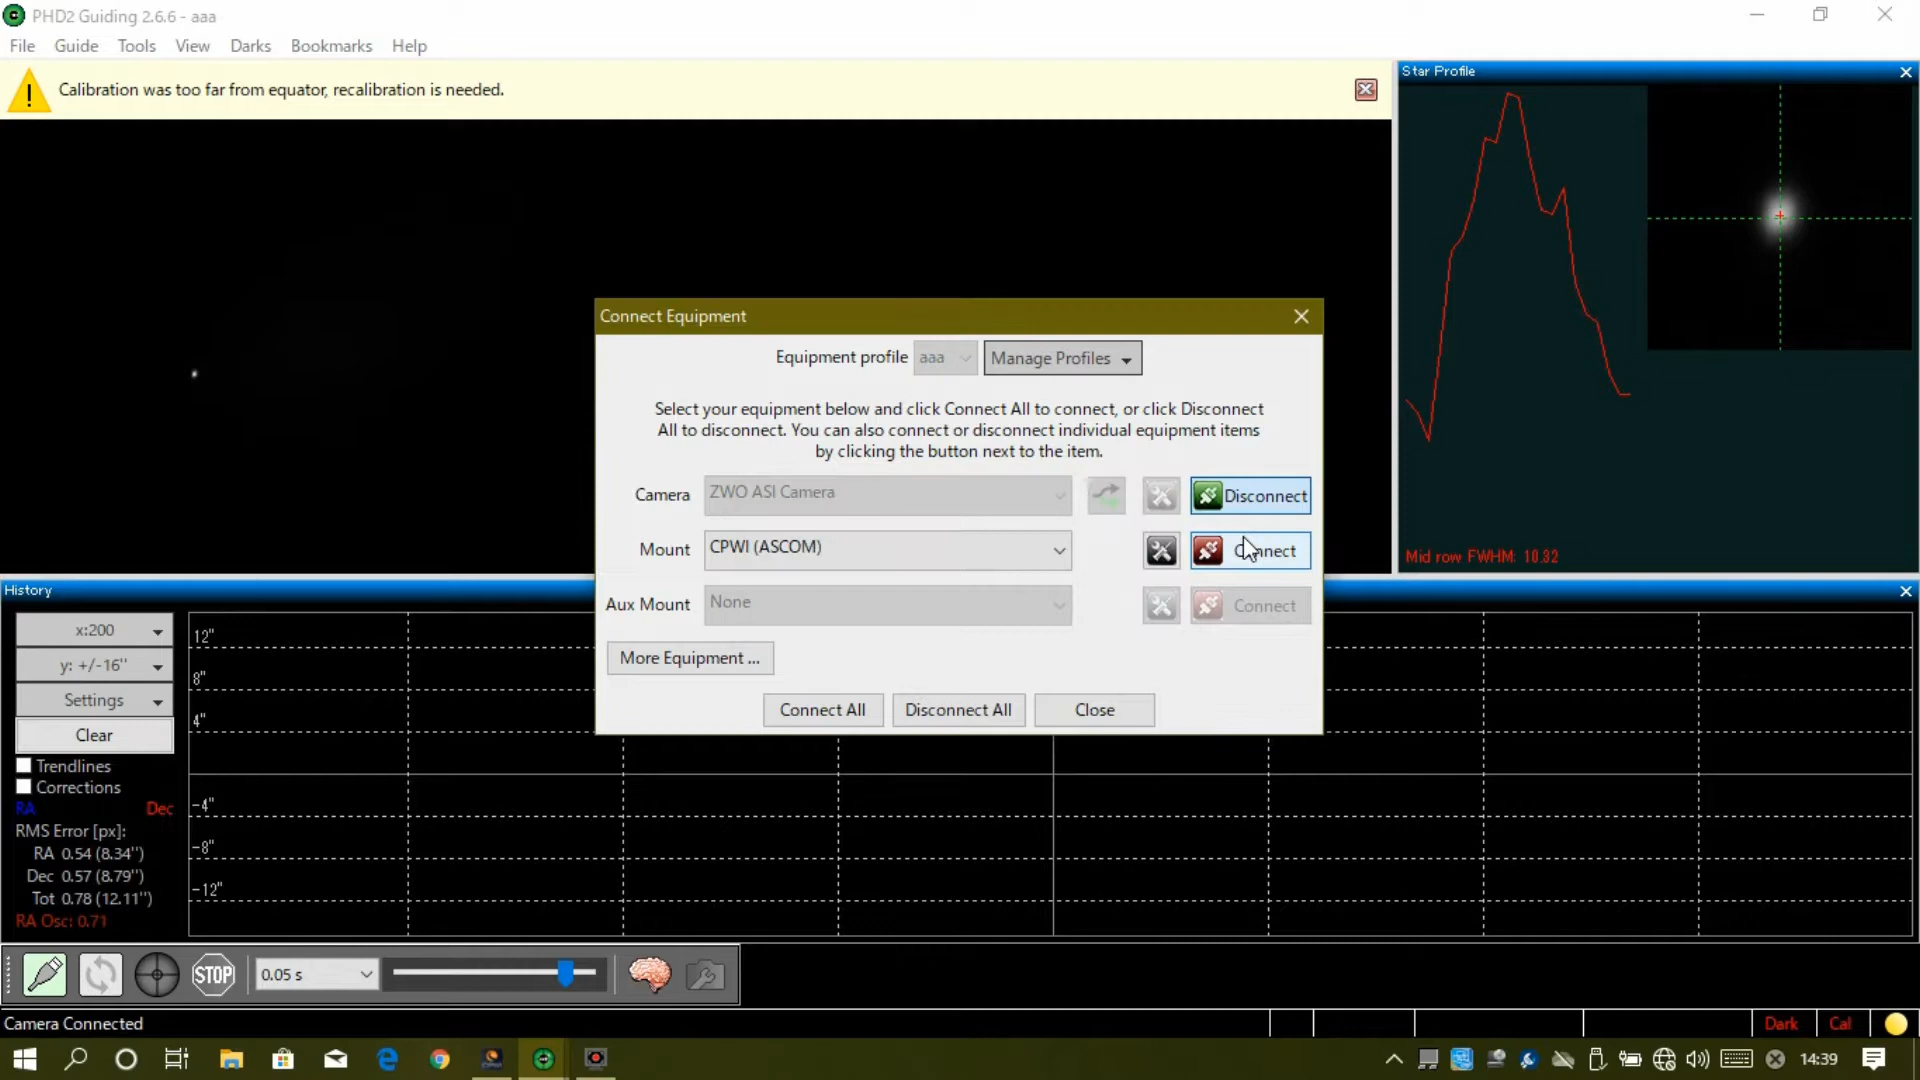 PHD2 Guiding 2.6.6 - aaa
File Guide Tools View Darks Bookmarks Help
Calibration was too far from equator, recalibration is needed.
Star Profile
Mid row FWHM: 10.32
Connect Equipment
Equipment profile aaa Manage Profiles
Select your equipment below and click Connect All to connect, or click Disconnect
All to disconnect. You can also connect or disconnect individual equipment items
by clicking the button next to the item.
Camera ZWO ASI Camera Disconnect
Mount CPWI (ASCOM) Connect
Aux Mount None Connect
More Equipment ...
Connect All Disconnect All Close
History
x:200
y: +/-16''
Settings
Clear
Trendlines
Corrections
RA Dec
RMS Error [px]:
RA 0.54 (8.34'')
Dec 0.57 (8.79'')
Tot 0.78 (12.11'')
RA Osc: 0.71
12"
8"
4"
-4"
-8"
-12"
STOP
0.05 s
Camera Connected
Dark Cal
14:39